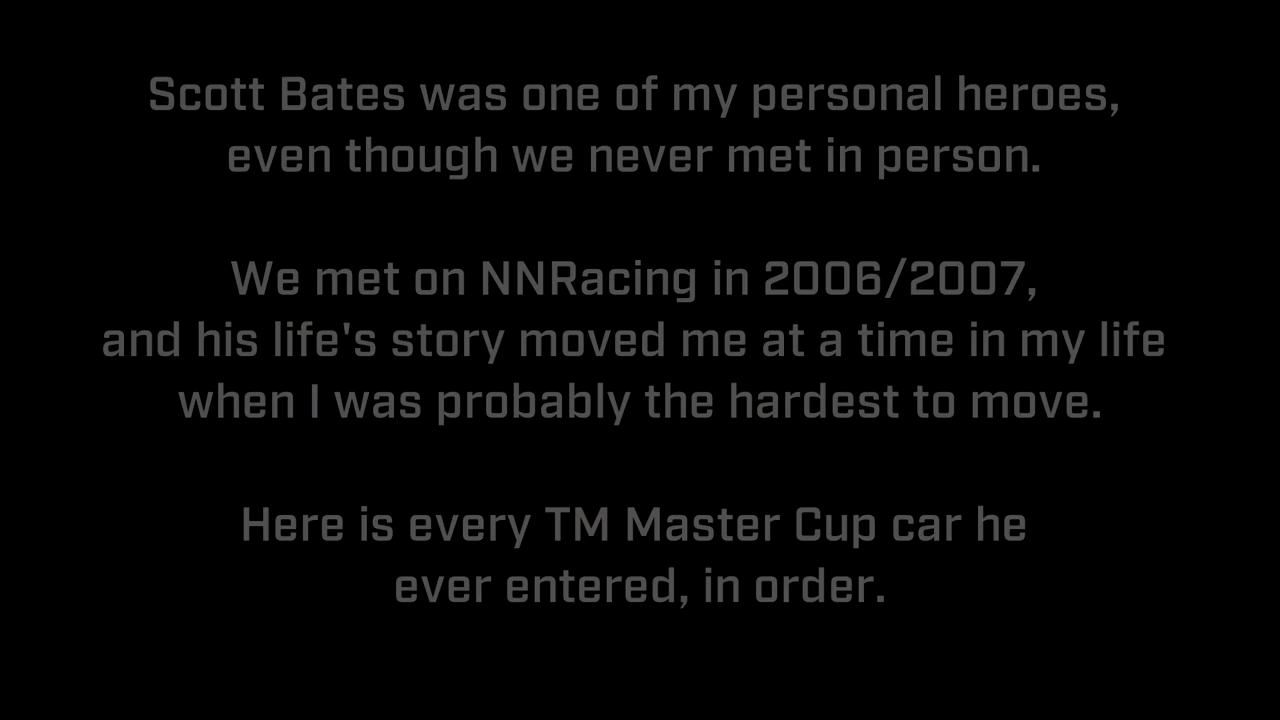 Scott Bates was one of my personal heroes,
even though we never met in person.
We met on NNRacing in 2006/2007,
and his life's story moved me at a time in my life
when I was probably the hardest to move.
Here is every TM Master Cup car he
ever entered, in order.